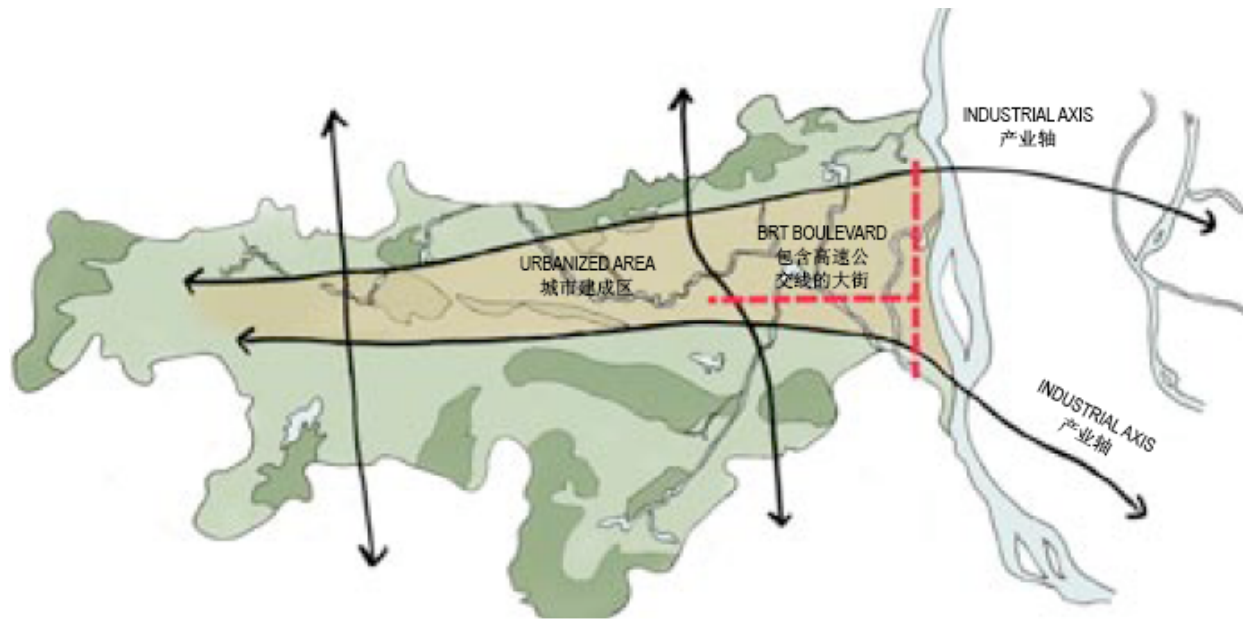 INDUSTRIAL AXIS
产业轴
BRT BOULEVARD
包含高速公
交线的大街
URBANIZED AREA
城市建成区
INDUSTRIAL AXIS
产业轴